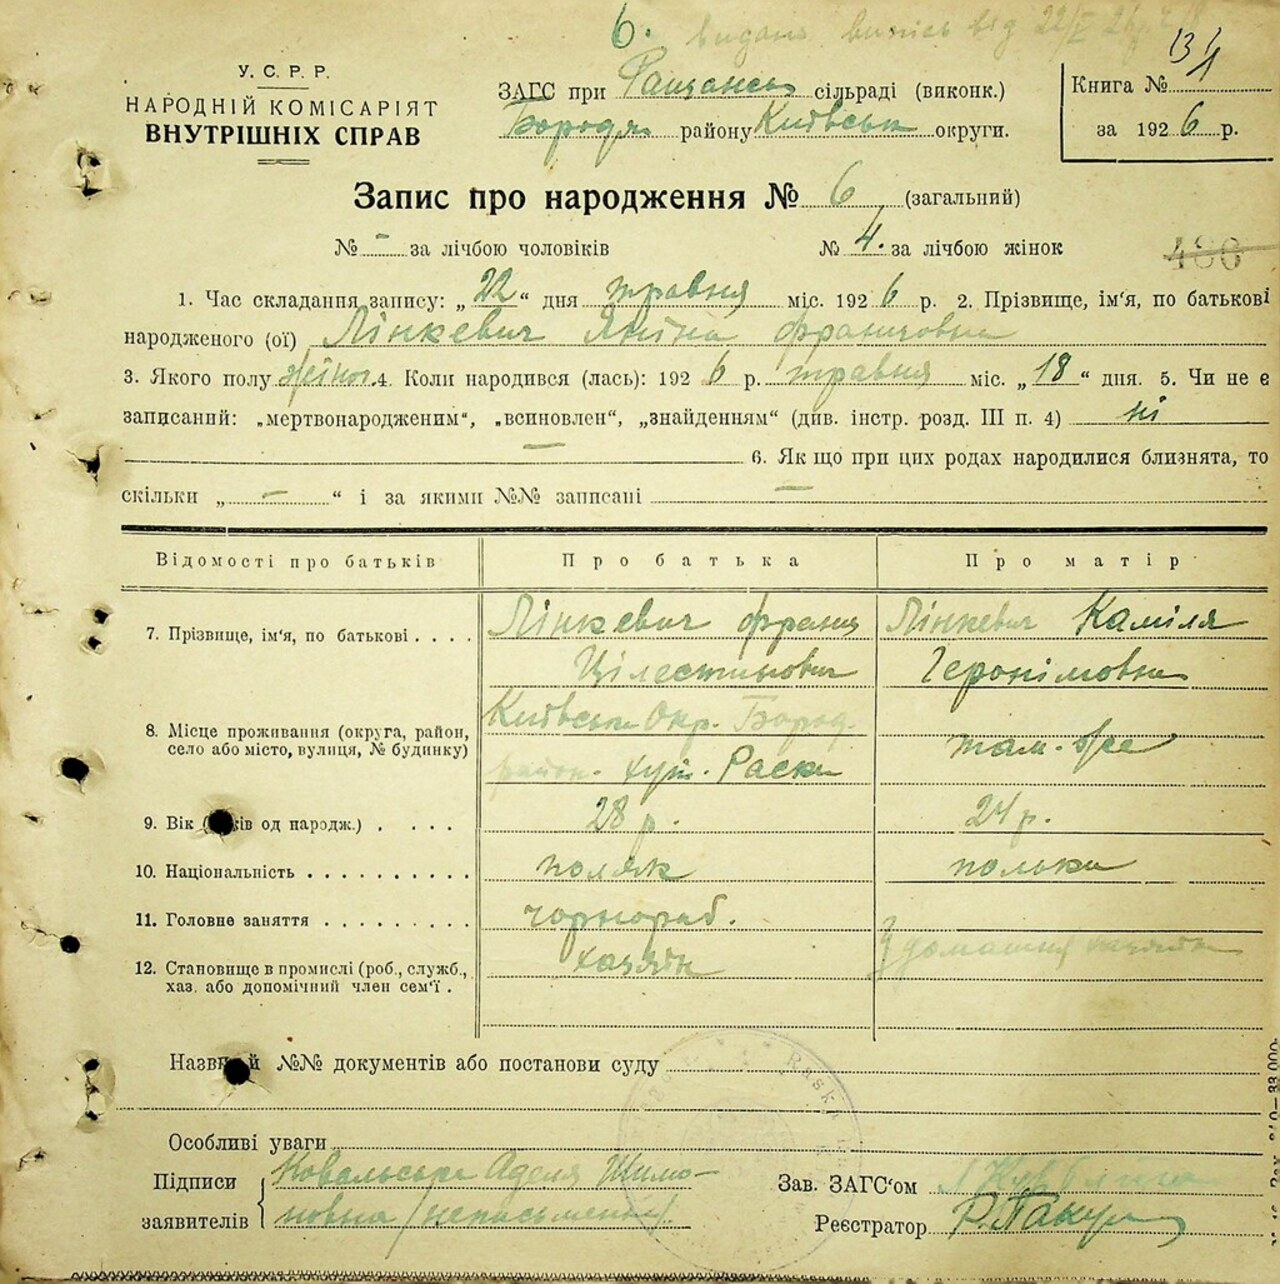 6. видано випись від 22/V 26 р.
У. С. Р. Р.
НАРОДНІЙ КОМІСАРІЯТ
ВНУТРІШНІХ СПРАВ
ЗАГС при сільраді (виконк.)
Бород. району Київськ округи.
Книга №
за 1926 р.
Запис про народження № 6 (загальний)
№ - за лічбою чоловіків № 4. за лічбою жінок
486
1. Час складання запису: „22" дня травня міс. 1926 р. 2. Прізвище, ім'я, по батькові
народженого (ої) Лінкевич Яніна Францовна
3. Якого полу жіноч. 4. Коли народився (лась): 1926 р. травня міс. „18" дня. 5. Чи не є
записаний: „мертвонародженим", „всиновлен", „знайденням" (див. інстр. розд. III п. 4) ні
— 6. Як що при цих родах народилися близнята, то
скільки „ — " і за якими №№ записані —
Відомості про батьків Про батька Про матір
7. Прізвище, ім'я, по батькові . . . . Лінкевич Франц Лінкевич Каміля
Цілестинович Геронімовна
8. Місце проживання (округа, район, село або місто, вулиця, № будинку) Київськ Окр. Бород. там-же
район. хут. Раски
9. Вік ( ків од народж.) . . . . 28 р. 24 р.
10. Національність . . . . . . . . . . поляк полька
11. Головне заняття . . . . . . . . чорнороб.
12. Становище в промислі (роб., служб., хаз. або допомічний член сем'ї . хазяїн домашня
Назви й №№ документів або постанови суду
Особливі уваги
Підписи Ковальська Аделя Шимо-
заявителів новна (неписьменна)
Зав. ЗАГС'ом
Реєстратор